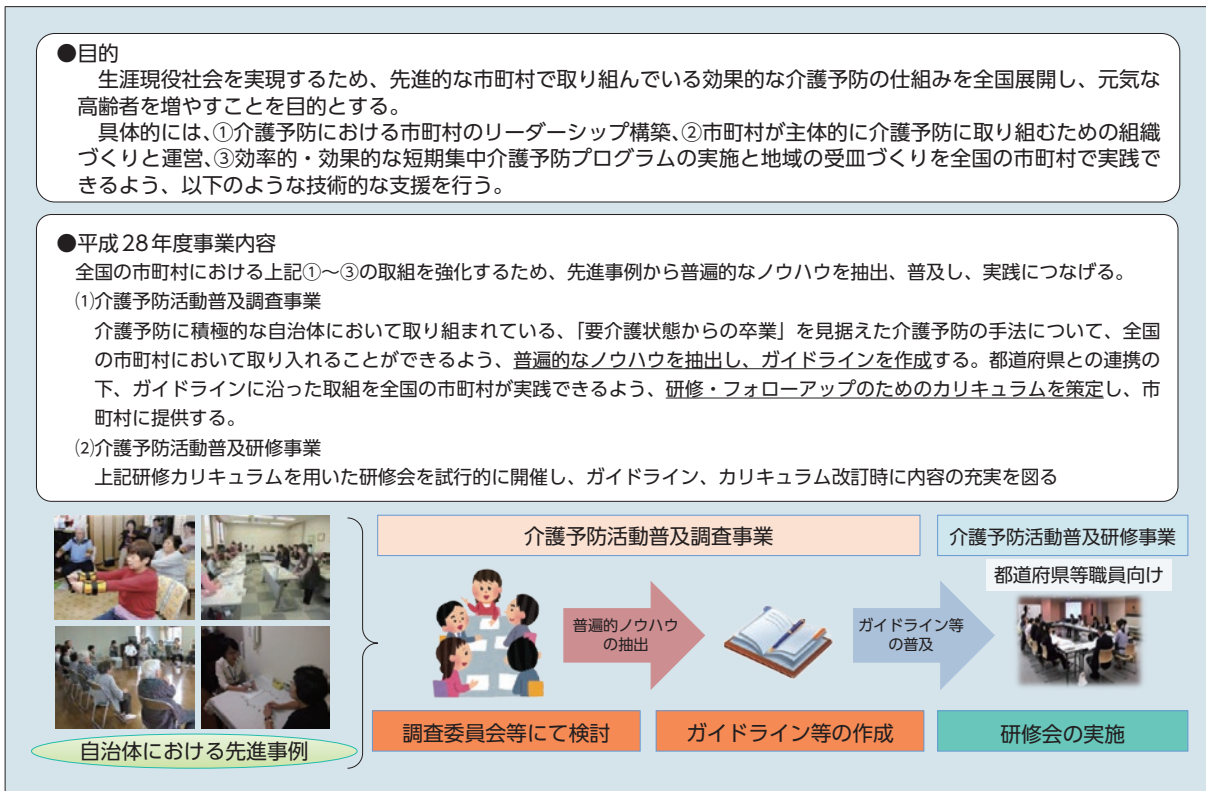 ●目的
生涯現役社会を実現するため、先進的な市町村で取り組んでいる効果的な介護予防の仕組みを全国展開し、元気な
高齢者を増やすことを目的とする。
具体的には、①介護予防における市町村のリーダーシップ構築、②市町村が主体的に介護予防に取り組むための組織
づくりと運営、③効率的・効果的な短期集中介護予防プログラムの実施と地域の受皿づくりを全国の市町村で実践で
きるよう、以下のような技術的な支援を行う。
●平成28年度事業内容
全国の市町村における上記①～③の取組を強化するため、先進事例から普遍的なノウハウを抽出、普及し、実践につなげる。
⑴介護予防活動普及調査事業
介護予防に積極的な自治体において取り組まれている、「要介護状態からの卒業」を見据えた介護予防の手法について、全国
の市町村において取り入れることができるよう、普遍的なノウハウを抽出し、ガイドラインを作成する。都道府県との連携の
下、ガイドラインに沿った取組を全国の市町村が実践できるよう、研修・フォローアップのためのカリキュラムを策定し、市
町村に提供する。
⑵介護予防活動普及研修事業
上記研修カリキュラムを用いた研修会を試行的に開催し、ガイドライン、カリキュラム改訂時に内容の充実を図る
介護予防活動普及調査事業
介護予防活動普及研修事業
都道府県等職員向け
普遍的ノウハウ
の抽出
ガイドライン等
の普及
調査委員会等にて検討
ガイドライン等の作成
研修会の実施
自治体における先進事例